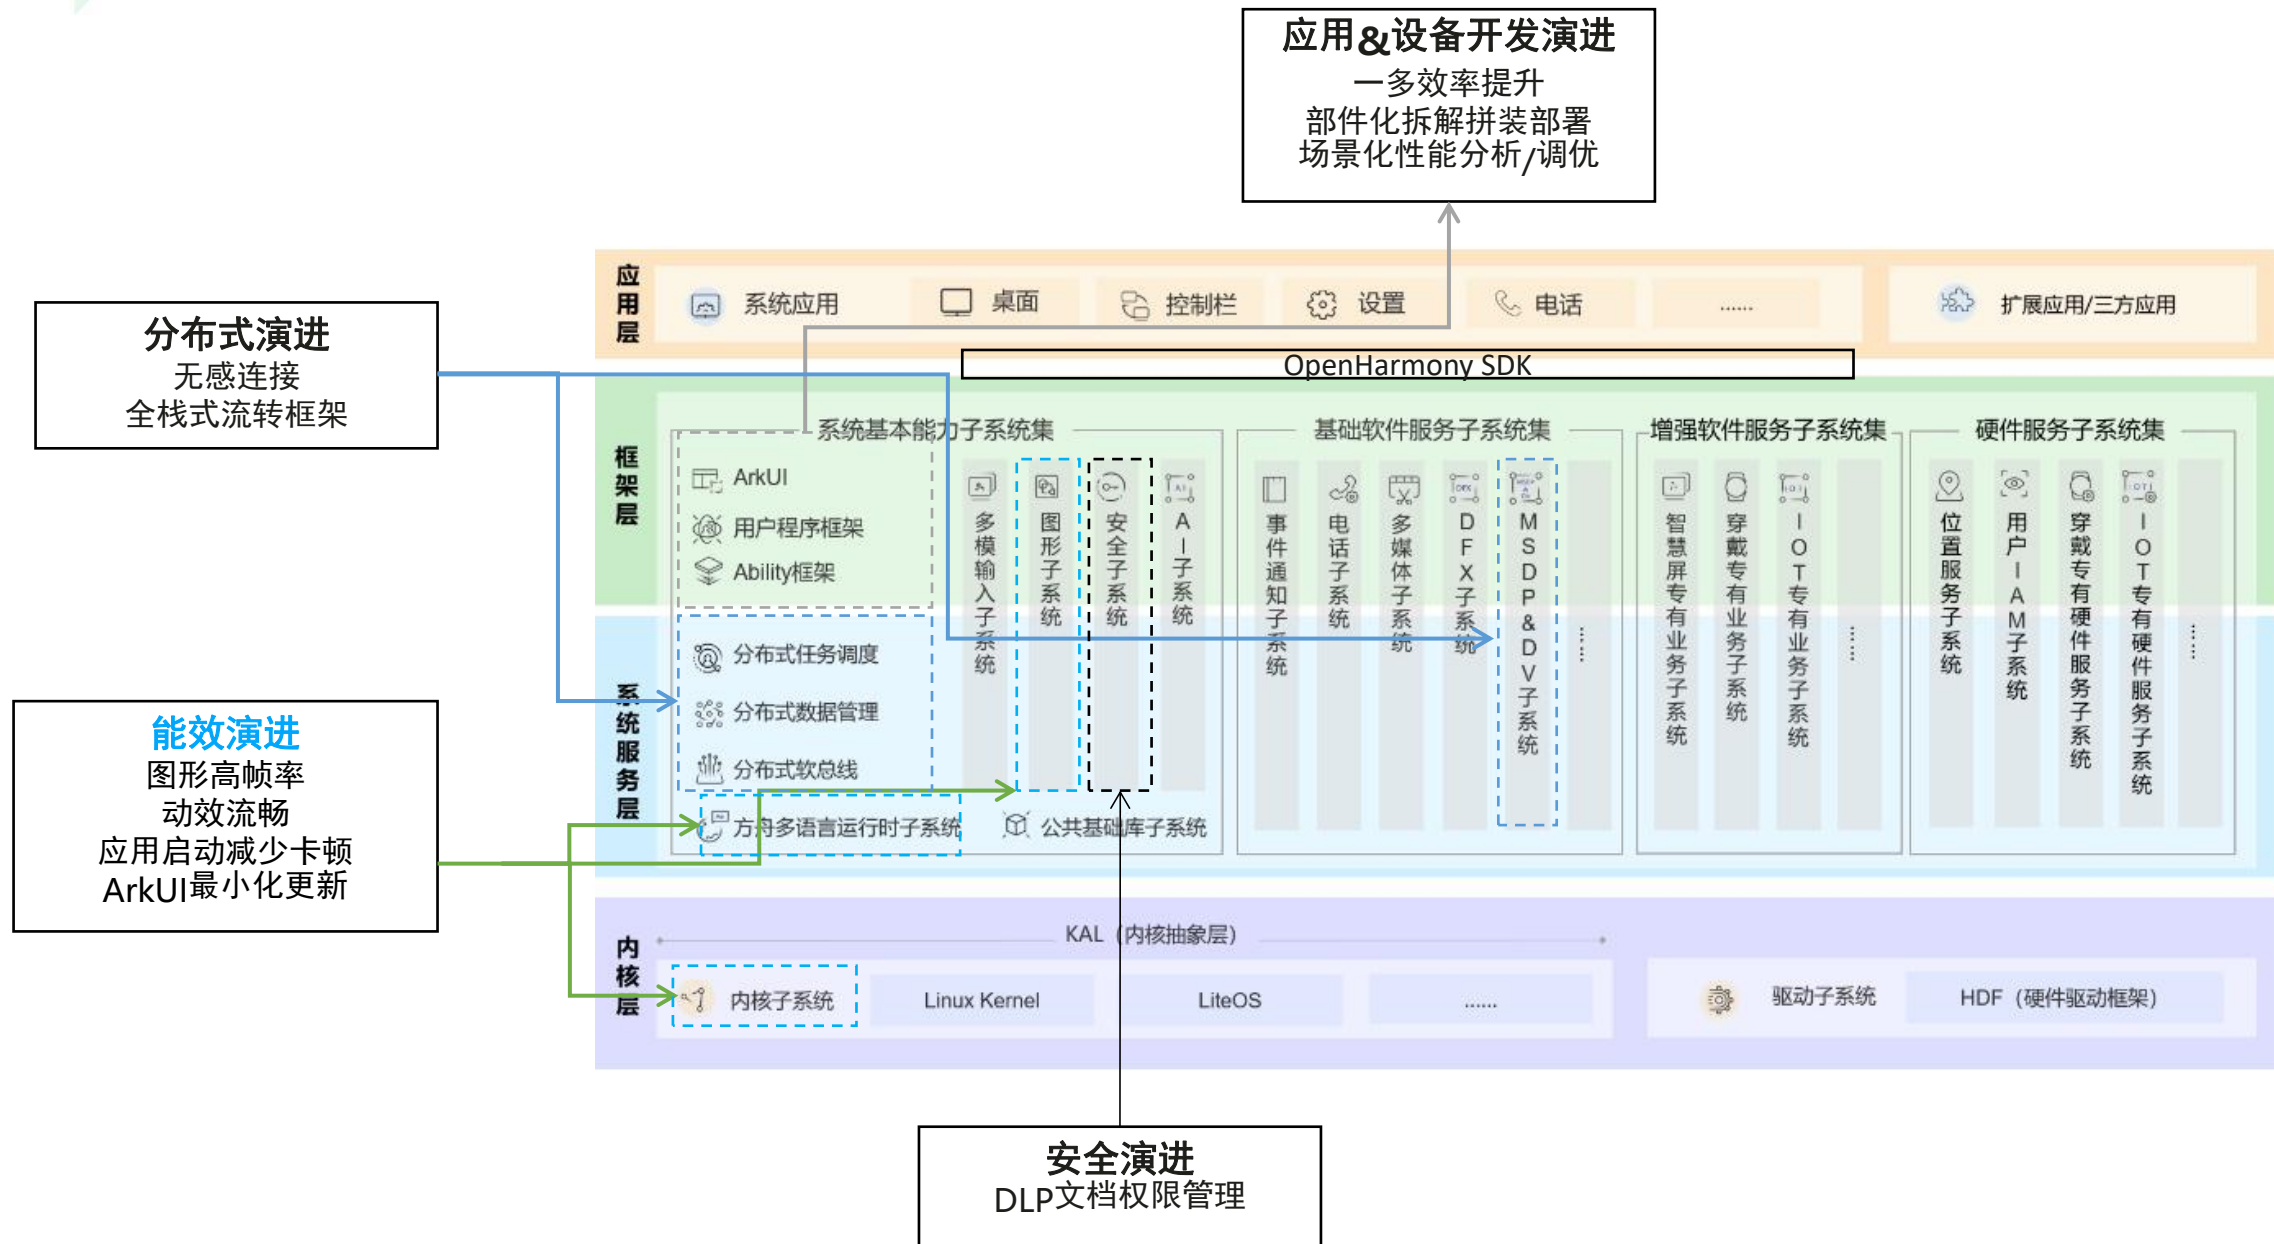 应用&设备开发演进
一多效率提升
部件化拆解拼装部署
场景化性能分析/调优
应用层
系统应用
桌面
控制栏
设置
电话
......
扩展应用/三方应用
OpenHarmony SDK
分布式演进
无感连接
全栈式流转框架
框架层
系统基本能力子系统集
ArkUI
用户程序框架
Ability框架
多模输入子系统
图形子系统
安全子系统
AI子系统
基础软件服务子系统集
事件通知子系统
电话子系统
多媒体子系统
DFX子系统
MSDP&DV子系统
......
增强软件服务子系统集
智慧屏专有业务子系统
穿戴专有业务子系统
IOT专有业务子系统
......
硬件服务子系统集
位置服务子系统
用户IAM子系统
穿戴专有硬件服务子系统
IOT专有硬件服务子系统
......
系统服务层
分布式任务调度
分布式数据管理
分布式软总线
方舟多语言运行时子系统
公共基础库子系统
能效演进
图形高帧率
动效流畅
应用启动减少卡顿
ArkUI最小化更新
内核层
KAL（内核抽象层）
内核子系统
Linux Kernel
LiteOS
......
驱动子系统
HDF（硬件驱动框架）
安全演进
DLP文档权限管理